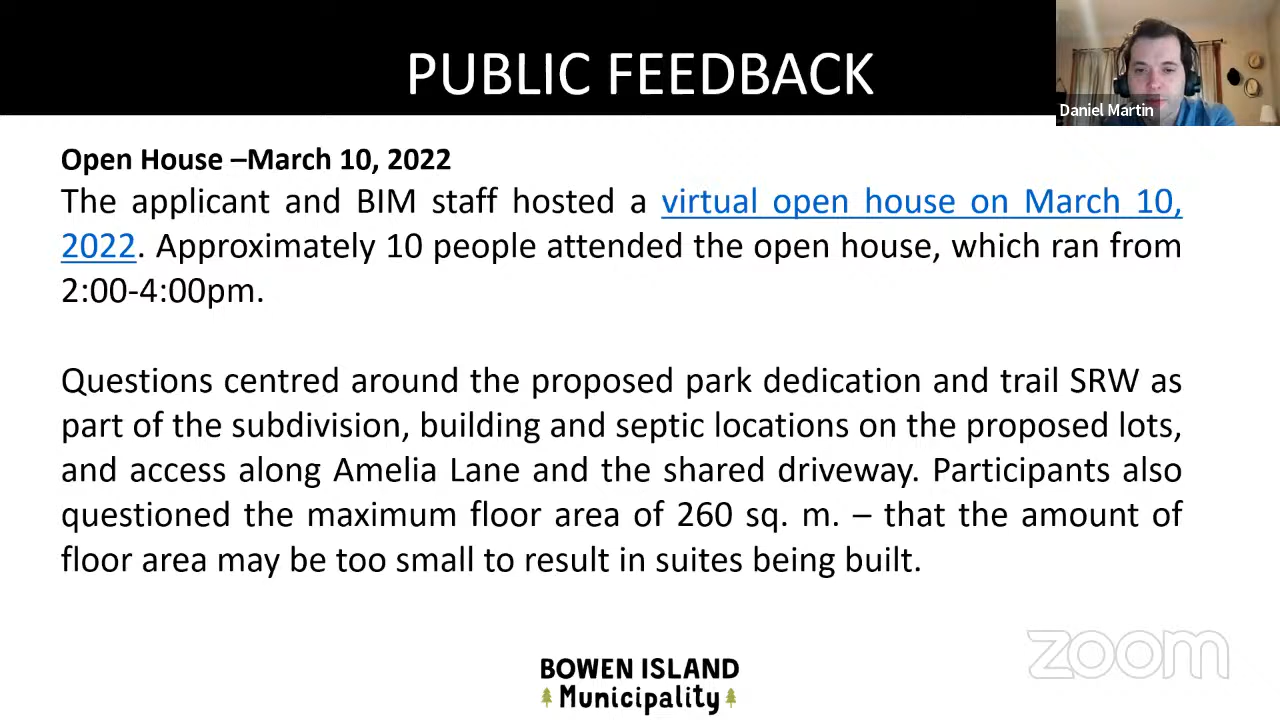 PUBLIC FEEDBACK
Daniel Martin
Open House –March 10, 2022
The applicant and BIM staff hosted a virtual open house on March 10,
2022. Approximately 10 people attended the open house, which ran from
2:00-4:00pm.
Questions centred around the proposed park dedication and trail SRW as
part of the subdivision, building and septic locations on the proposed lots,
and access along Amelia Lane and the shared driveway. Participants also
questioned the maximum floor area of 260 sq. m. – that the amount of
floor area may be too small to result in suites being built.
zoom
BOWEN ISLAND
Municipality